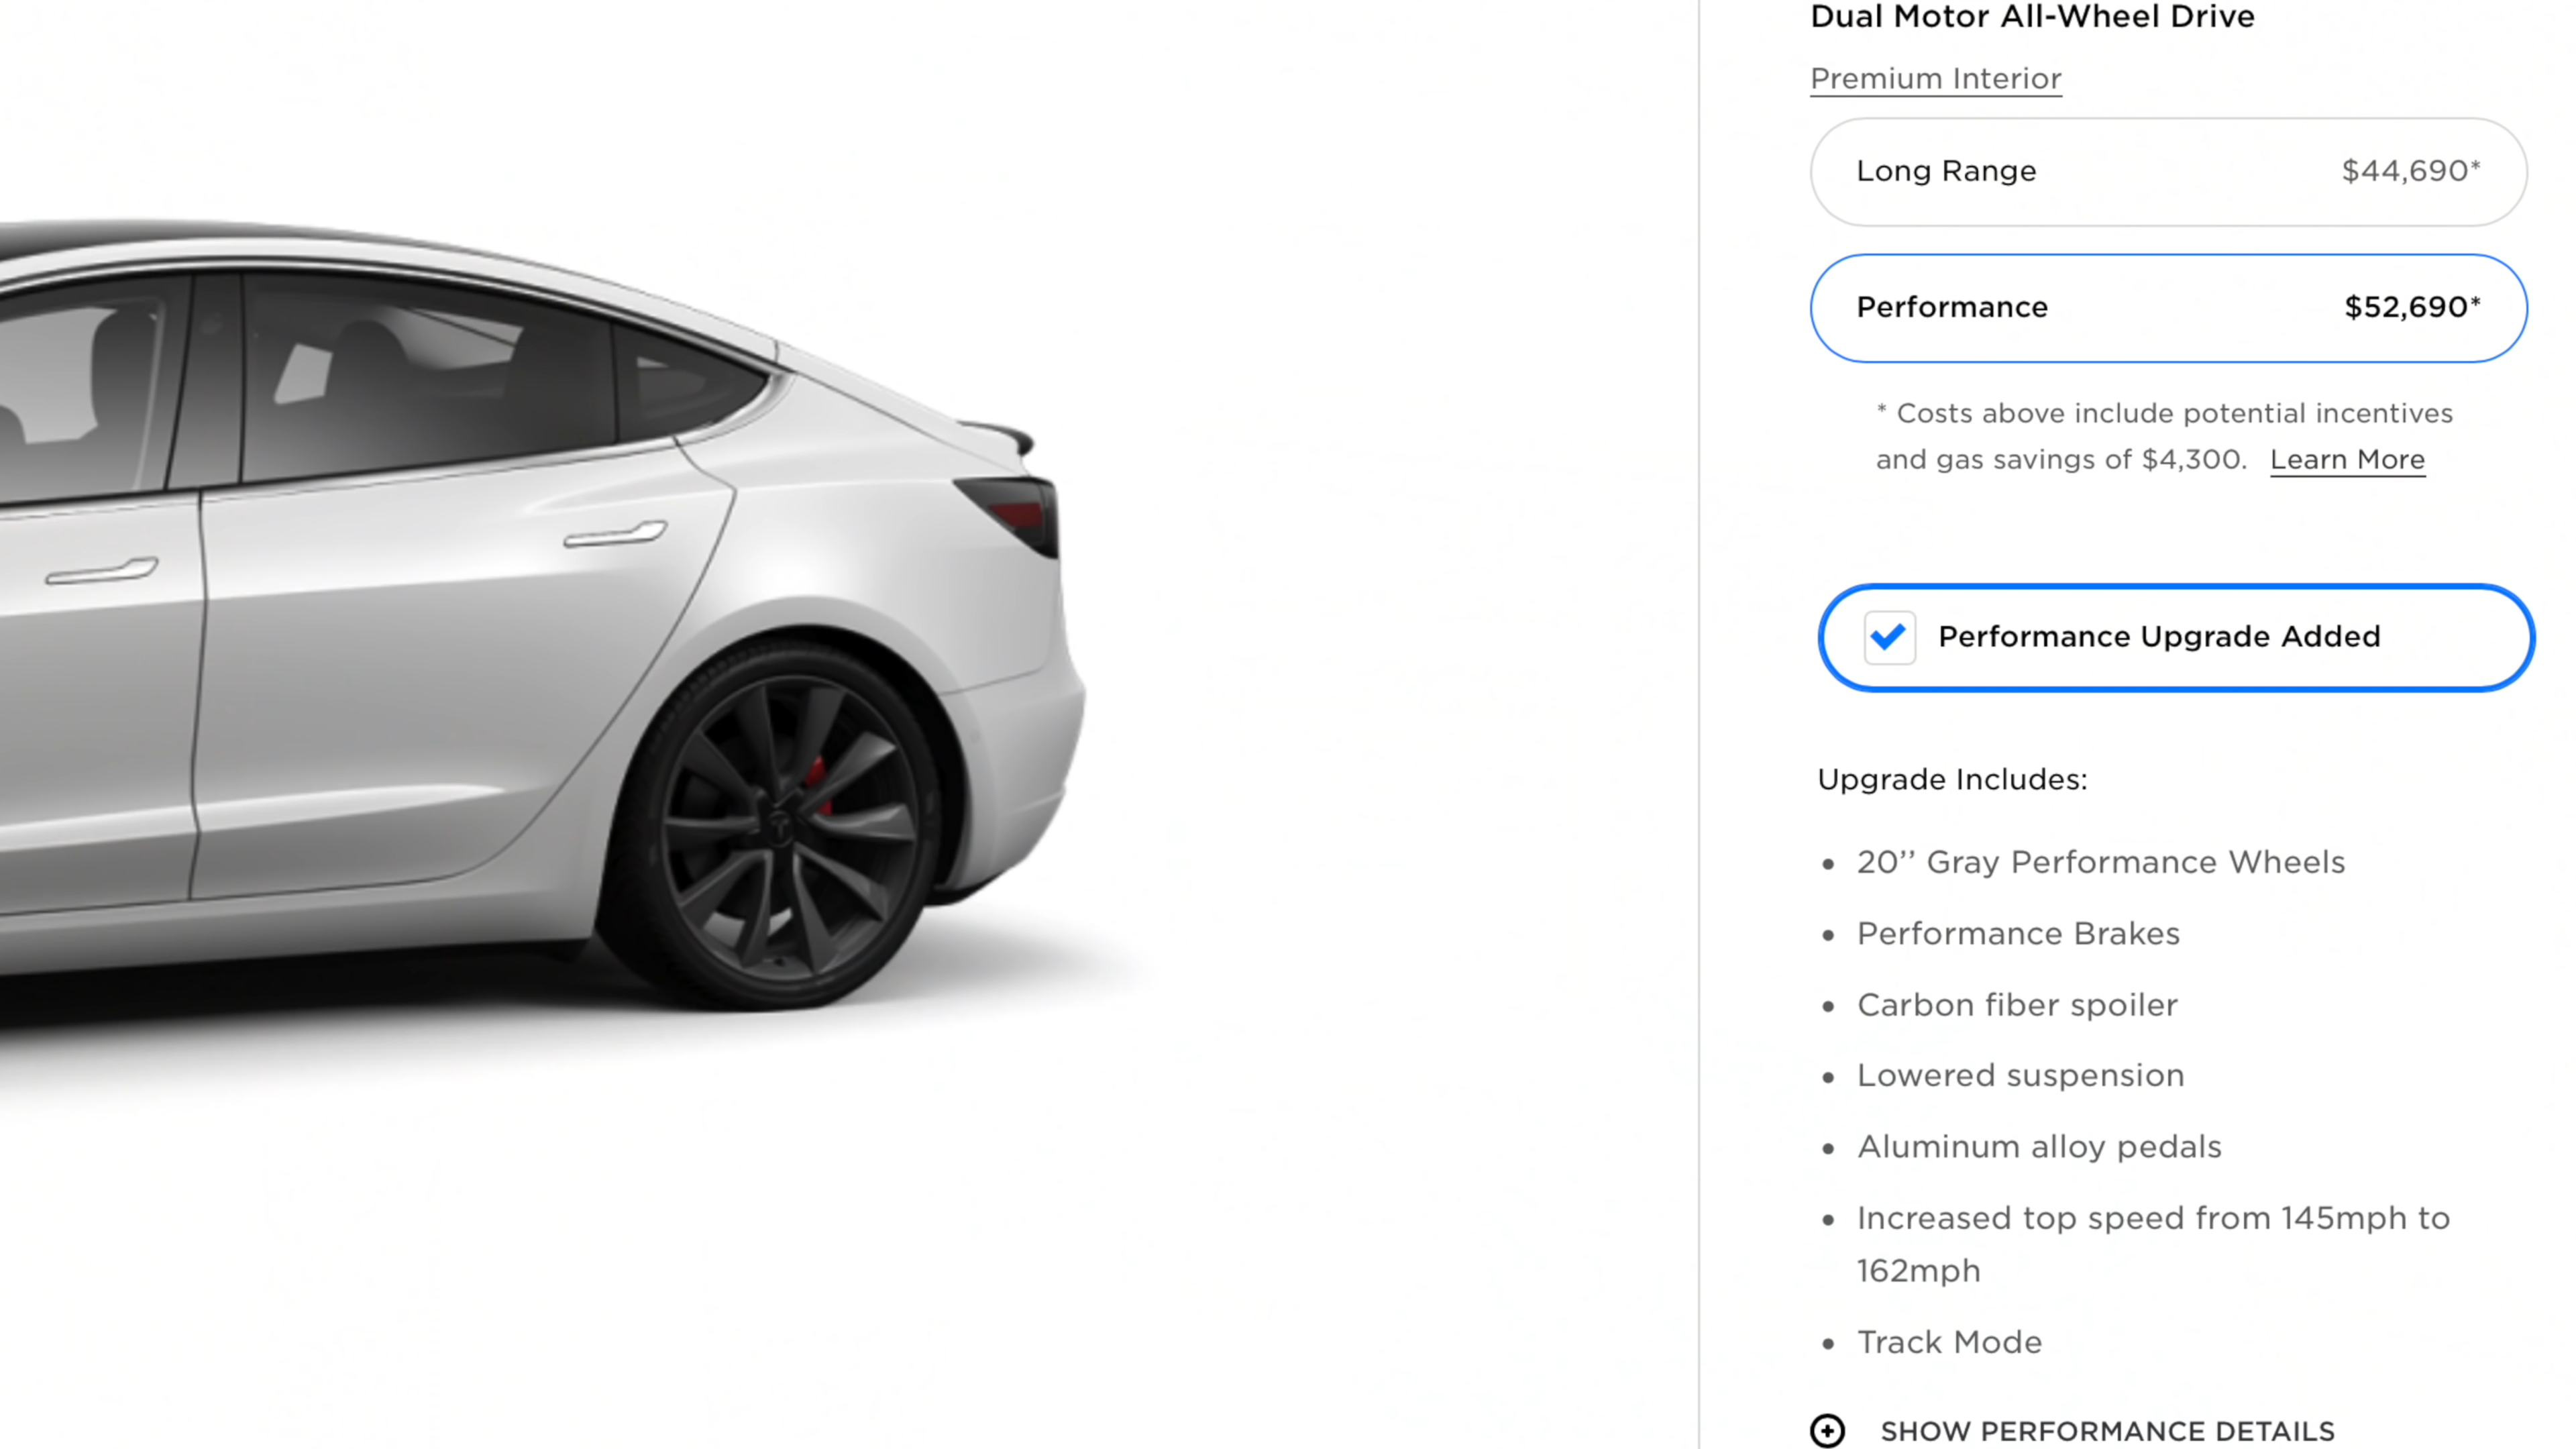 Dual Motor All-Wheel Drive
Premium Interior
Long Range $44,690*
Performance $52,690*
* Costs above include potential incentives
and gas savings of $4,300. Learn More
Performance Upgrade Added
Upgrade Includes:
• 20’’ Gray Performance Wheels
• Performance Brakes
• Carbon fiber spoiler
• Lowered suspension
• Aluminum alloy pedals
• Increased top speed from 145mph to
162mph
• Track Mode
SHOW PERFORMANCE DETAILS